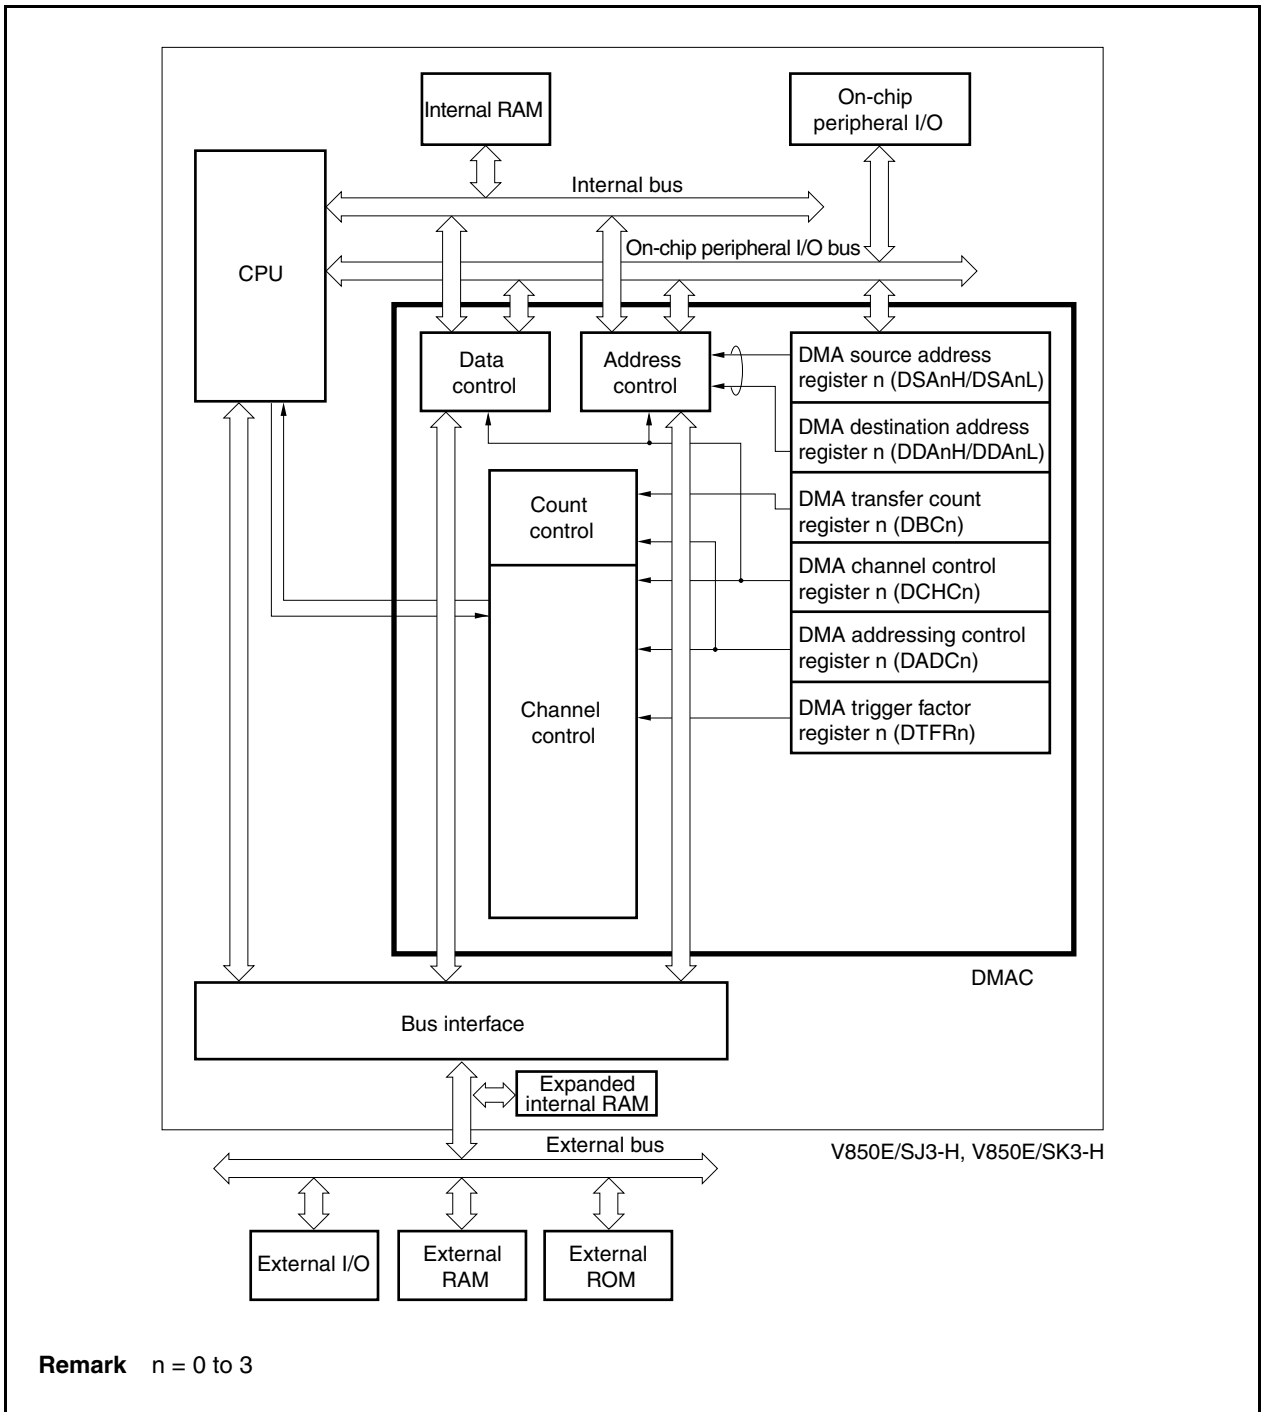 Internal RAM
On-chip
peripheral I/O
Internal bus
On-chip peripheral I/O bus
CPU
Data
control
Address
control
DMA source address
register n (DSAnH/DSAnL)
DMA destination address
register n (DDAnH/DDAnL)
DMA transfer count
register n (DBCn)
DMA channel control
register n (DCHCn)
DMA addressing control
register n (DADCn)
DMA trigger factor
register n (DTFRn)
Count
control
Channel
control
DMAC
Bus interface
Expanded
internal RAM
External bus
V850E/SJ3-H, V850E/SK3-H
External I/O
External
RAM
External
ROM
Remark n = 0 to 3